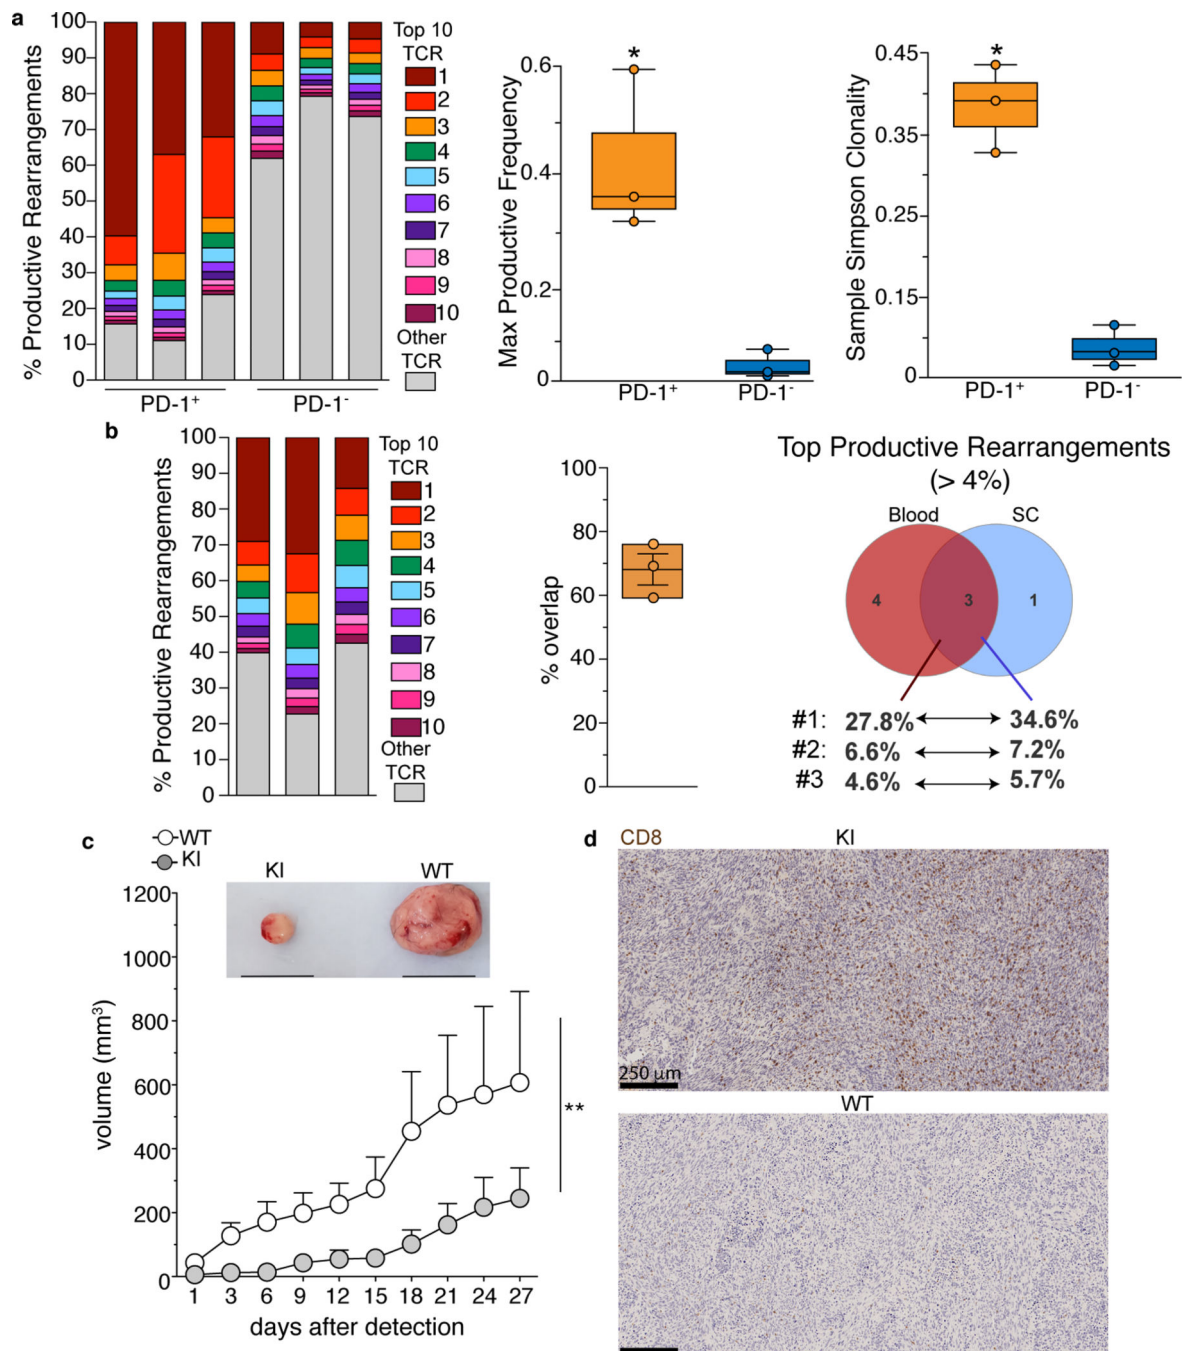 a
% Productive Rearrangements
100
90
80
70
60
50
40
30
20
10
0
PD-1+
PD-1-
Top 10
TCR
1
2
3
4
5
6
7
8
9
10
Other
TCR
Max Productive Frequency
0.6
0.4
0.2
0
*
PD-1+
PD-1-
Sample Simpson Clonality
0.45
0.35
0.25
0.15
0
*
PD-1+
PD-1-
b
% Productive Rearrangements
100
90
80
70
60
50
40
30
20
10
0
Top 10
TCR
1
2
3
4
5
6
7
8
9
10
Other
TCR
% overlap
100
80
60
40
20
0
Top Productive Rearrangements
(> 4%)
Blood SC
4 3 1
#1: 27.8% 34.6%
#2: 6.6% 7.2%
#3 4.6% 5.7%
c
WT
KI
KI WT
volume (mm³)
1200
1000
800
600
400
200
0
**
1 3 6 9 12 15 18 21 24 27
days after detection
d
CD8 KI
250 um
WT